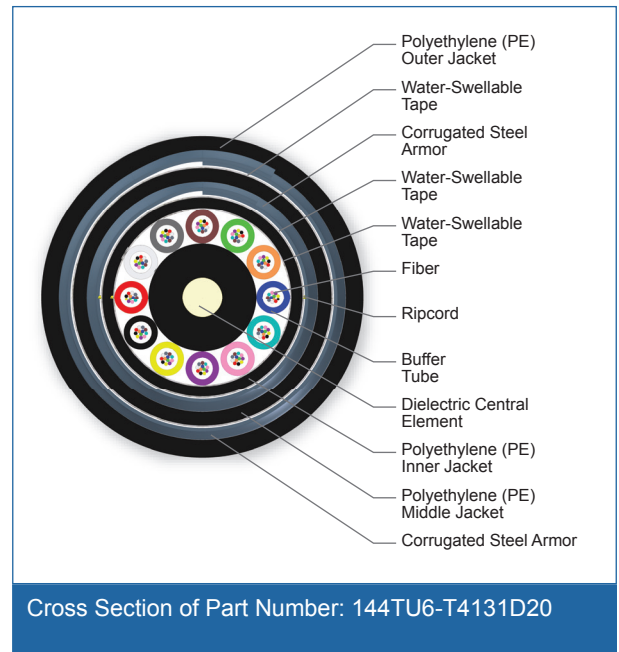 Polyethylene (PE)
Outer Jacket
Water-Swellable
Tape
Corrugated Steel
Armor
Water-Swellable
Tape
Water-Swellable
Tape
Fiber
Ripcord
Buffer
Tube
Dielectric Central
Element
Polyethylene (PE)
Inner Jacket
Polyethylene (PE)
Middle Jacket
Corrugated Steel Armor
Cross Section of Part Number: 144TU6-T4131D20